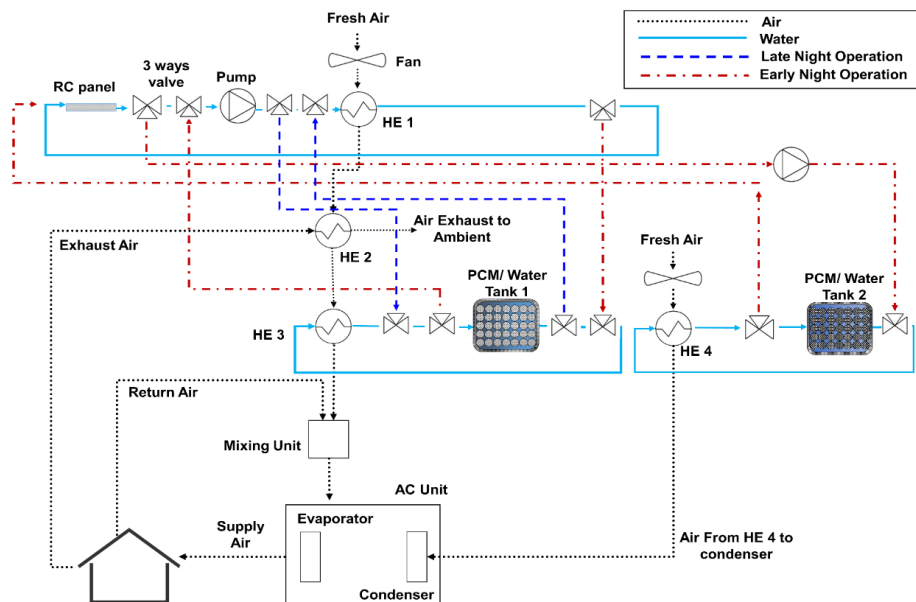 Fresh Air
Fan
Air
Water
Late Night Operation
Early Night Operation
3 ways
valve
RC panel
Pump
HE 1
Air Exhaust to
Ambient
Exhaust Air
HE 2
Fresh Air
PCM/ Water
Tank 1
PCM/ Water
Tank 2
HE 3
HE 4
Return Air
Mixing Unit
AC Unit
Evaporator
Supply
Air
Air From HE 4 to
condenser
Condenser